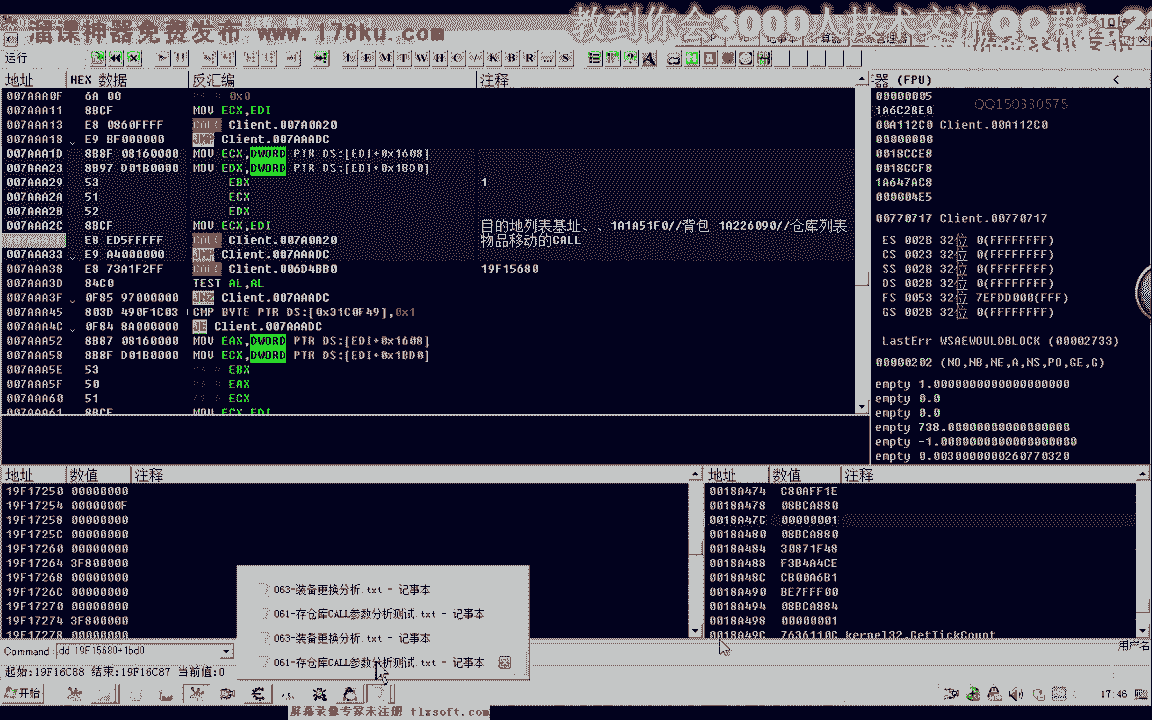 溜课神器免费发布 www.170ku.com
教到你会3000人技术交流QQ群
运行
地址 HEX 数据 反汇编 注释
007AAA0F 6A 00 0x0
007AAA11 8BCF MOV ECX,EDI
007AAA13 E8 0860FFFF CALL Client.007A0A20
007AAA18 E9 BF000000 JMP Client.007AAADC
007AAA1D 8B8F 08160000 MOV ECX,DWORD PTR DS:[EDI+0x1608]
007AAA23 8B97 D01B0000 MOV EDX,DWORD PTR DS:[EDI+0x1BD0]
007AAA29 53 EBX 1
007AAA2A 51 ECX
007AAA2B 52 EDX
007AAA2C 8BCF MOV ECX,EDI 目的地列表基址、、1A1A51F0//背包 1A226090//仓库列表
E8 ED5FFFFF CALL Client.007A0A20 物品移动的CALL
007AAA33 E9 A4000000 JMP Client.007AAADC
007AAA38 E8 73A1F2FF CALL Client.006D4BB0 19F15680
007AAA3D 84C0 TEST AL,AL
007AAA3F 0F85 97000000 JNZ Client.007AAADC
007AAA45 803D 490F1C03 CMP BYTE PTR DS:[0x31C0F49],0x1
007AAA4C 0F84 8A000000 JE Client.007AAADC
007AAA52 8B87 08160000 MOV EAX,DWORD PTR DS:[EDI+0x1608]
007AAA58 8B8F D01B0000 MOV ECX,DWORD PTR DS:[EDI+0x1BD0]
007AAA5E 53 EBX
007AAA5F 50 EAX
007AAA60 51 ECX
007AAA61 8BCF MOV ECX,EDI
器 (FPU) <
QQ150330575
00000005
1A6C28E0
00A112C0 Client.00A112C0
00000000
0018CCE8
0018CCF8
1A647AC8
000004E5
00770717 Client.00770717
ES 002B 32位 0(FFFFFFFF)
CS 0023 32位 0(FFFFFFFF)
SS 002B 32位 0(FFFFFFFF)
DS 002B 32位 0(FFFFFFFF)
FS 0053 32位 7EFDD000(FFF)
GS 002B 32位 0(FFFFFFFF)
LastErr WSAEWOULDBLOCK (00002733)
00000202 (NO,NB,NE,A,NS,PO,GE,G)
empty 1.0000000000000000000
empty 0.0
empty 0.0
empty 738.00000000000000000
empty -1.0000000000000000000
empty 0.0030000000260770320
地址 数值 注释
19F17250 00000000
19F17254 0000000F
19F17258 00000000
19F1725C 00000000
19F17260 00000000
19F17264 3F800000
19F17268 00000000
19F1726C 00000000
19F17270 00000000
19F17274 3F800000
19F17278 00000000
地址 数值 注释
0018A474 C80AFF1E
0018A478 08BCA880
0018A47C 00000001
0018A480 08BCA880
0018A484 30871F48
0018A488 F3B4A4CE
0018A48C CB00A6B1
0018A490 BE7FFF00
0018A494 08BCA884
0018A498 00000001
0018A49C 7636110C kernel32.GetTickCount
063-装备更换分析.txt - 记事本
061-存仓库CALL参数分析测试.txt - 记事本
063-装备更换分析.txt - 记事本
061-存仓库CALL参数分析测试.txt - 记事本
Command: dd 19F15680+1bd0
用户名
起始:19F16C88 结束:19F16C87 当前值:0
开始
17:46
屏幕录像专家未注册 tlxsoft.com